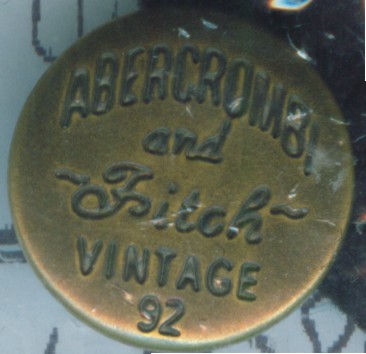 ABERCROMBI
and
~Fitch~
VINTAGE
92